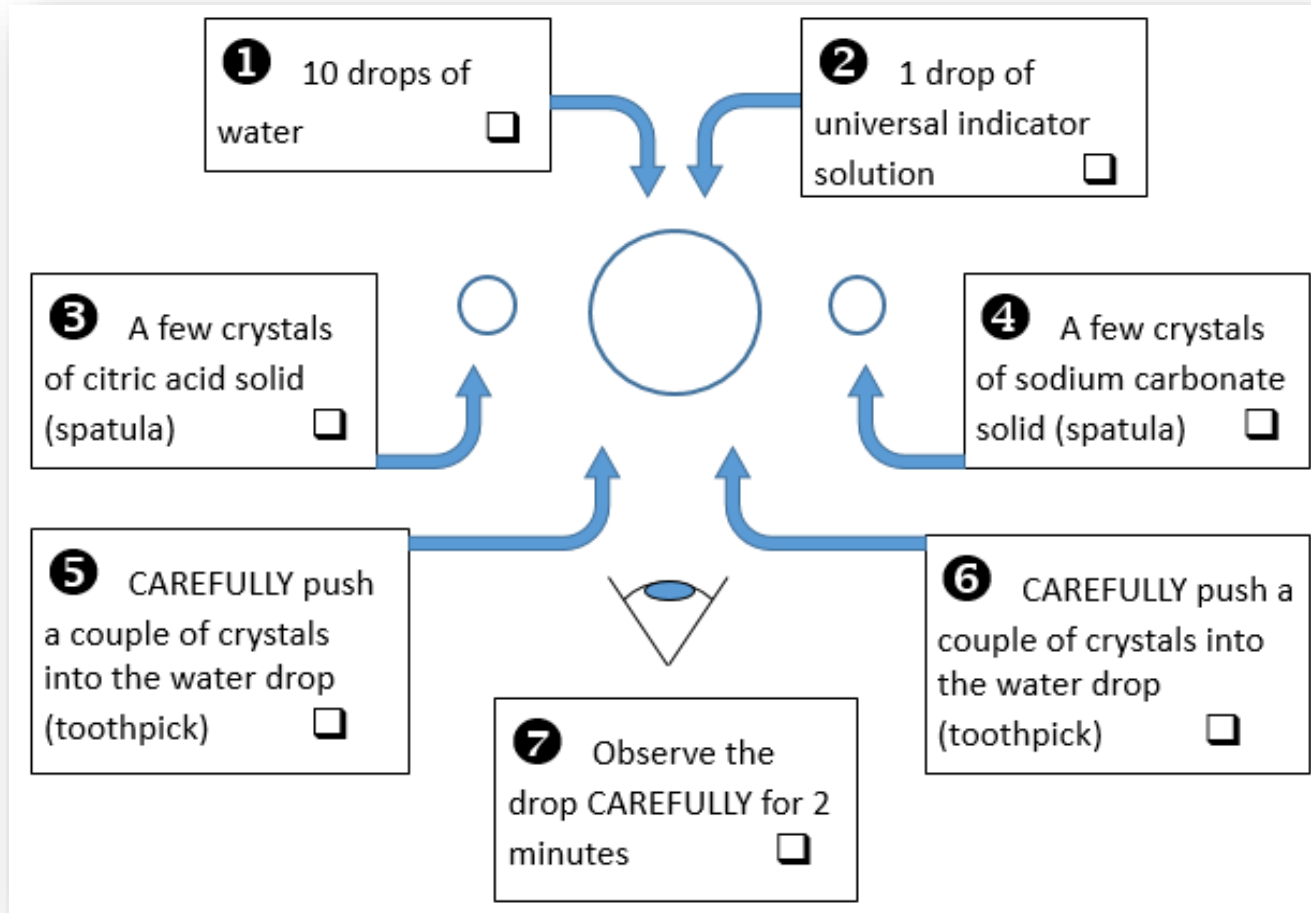 ❶ 10 drops of
water ❑
❷ 1 drop of
universal indicator
solution ❑
❸ A few crystals
of citric acid solid
(spatula) ❑
❹ A few crystals
of sodium carbonate
solid (spatula) ❑
❺ CAREFULLY push
a couple of crystals
into the water drop
(toothpick) ❑
❻ CAREFULLY push a
couple of crystals into
the water drop
(toothpick) ❑
❼ Observe the
drop CAREFULLY for 2
minutes ❑